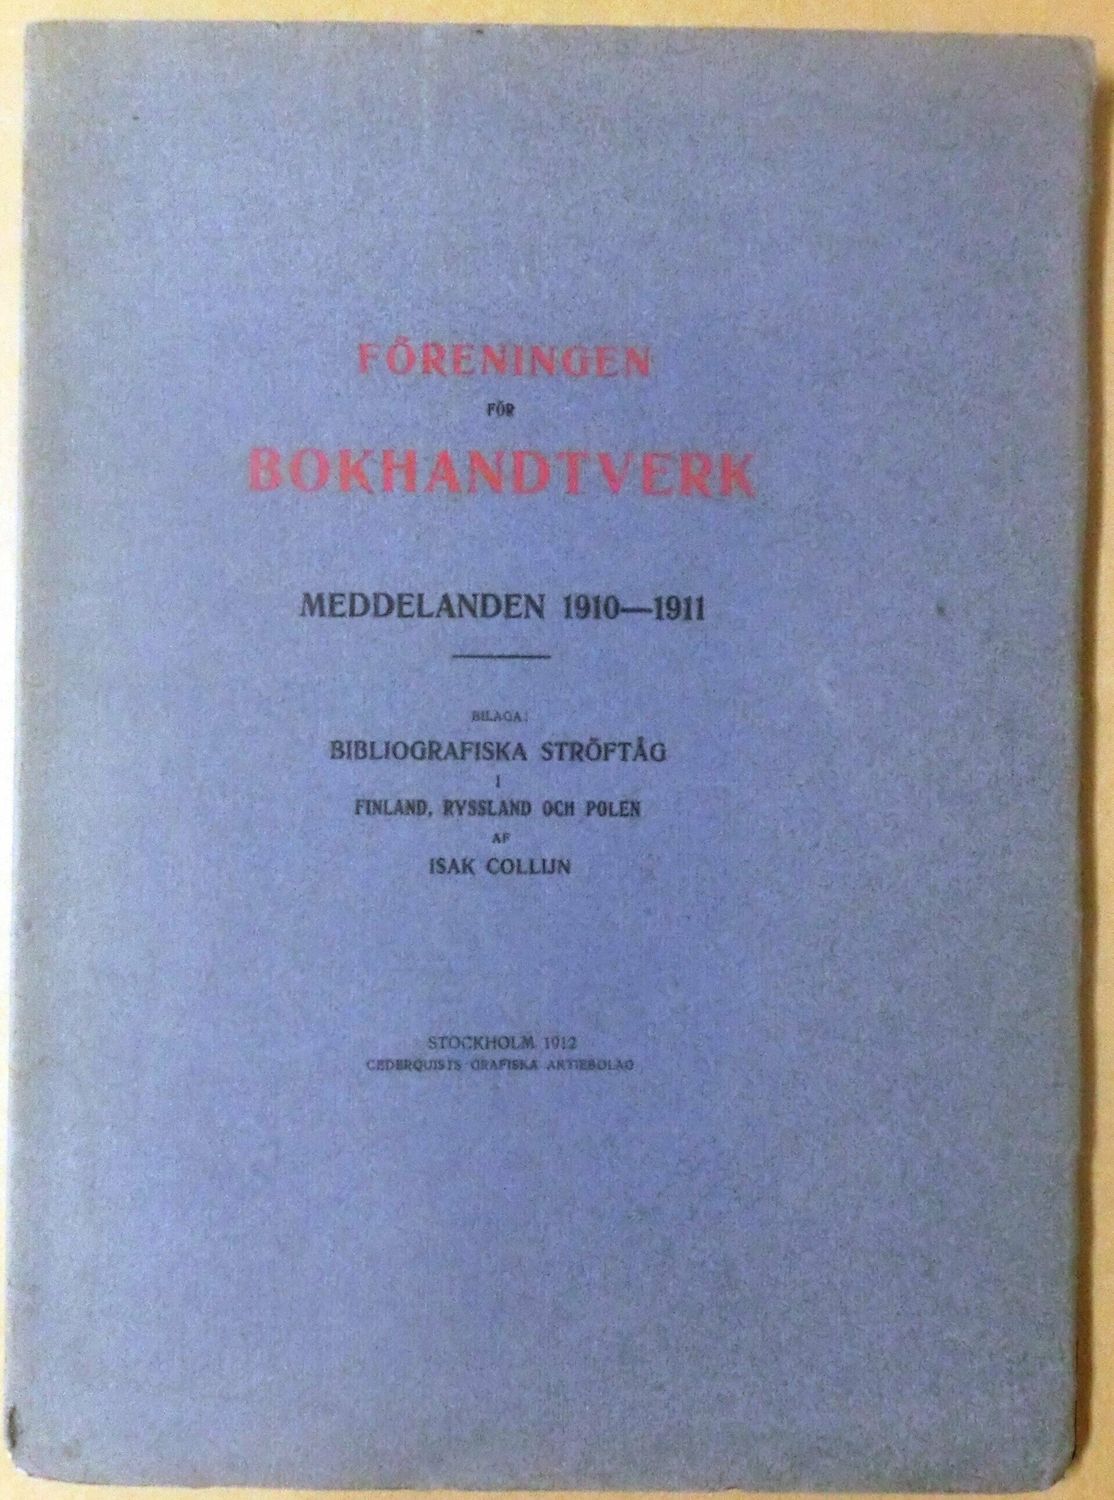 FÖRENINGEN
FÖR
BOKHANDTVERK
MEDDELANDEN 1910—1911
BILAGA:
BIBLIOGRAFISKA STRÖFTÅG
I
FINLAND, RYSSLAND OCH POLEN
AF
ISAK COLLIJN
STOCKHOLM 1912
CEDERQUISTS GRAFISKA AKTIEBOLAG